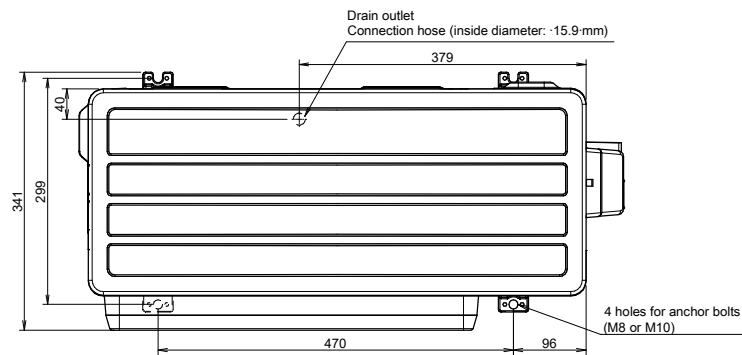 Drain outlet
Connection hose (inside diameter: ·15.9·mm)
379
40
341
299
4 holes for anchor bolts
(M8 or M10)
470
96